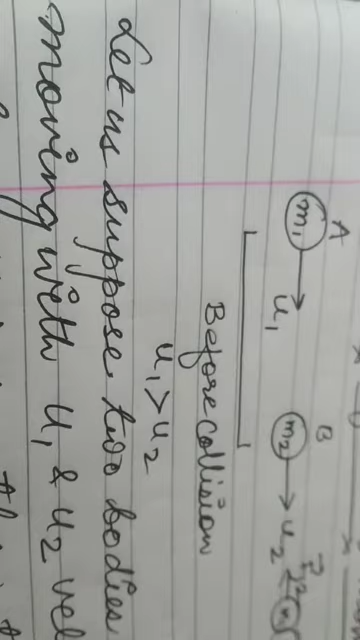 A B
m₁ → u₁ m₂ → u₂
Before collision
u₁ > u₂
Let us suppose two bodies
moving with u₁ & u₂ vel